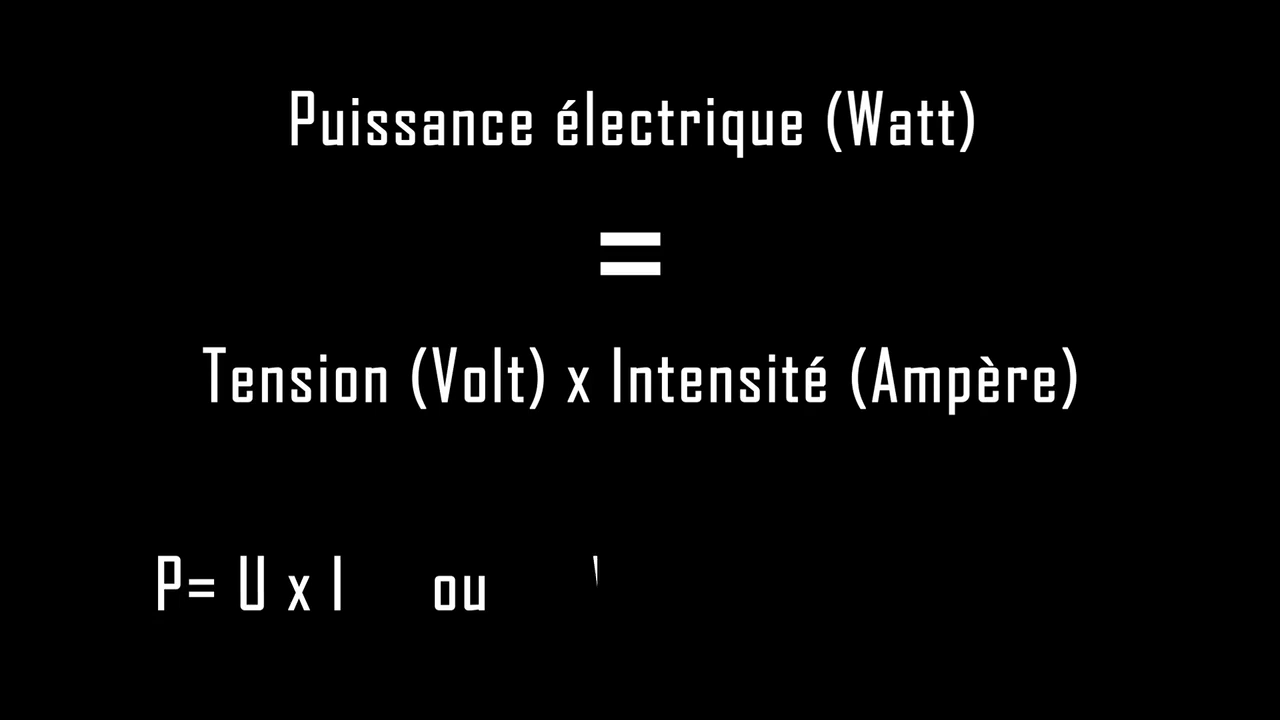 Puissance électrique (Watt)
=
Tension (Volt) x Intensité (Ampère)
P= U x I ou